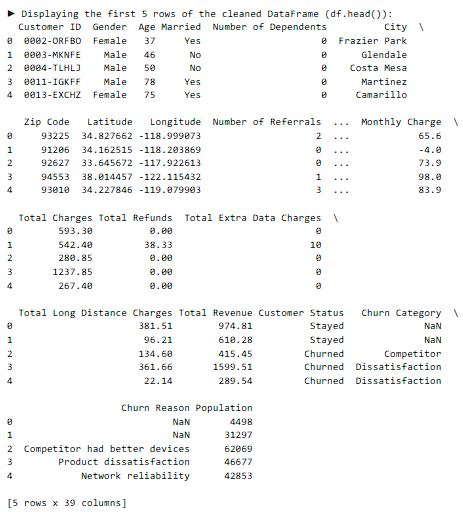 ► Displaying the first 5 rows of the cleaned DataFrame (df.head()):
  Customer ID  Gender  Age Married  Number of Dependents          City  \
0  0002-ORFBO  Female   37     Yes                     0  Frazier Park
1  0003-MKNFE    Male   46      No                     0      Glendale
2  0004-TLHLJ    Male   50      No                     0    Costa Mesa
3  0011-IGKFF    Male   78     Yes                     0      Martinez
4  0013-EXCHZ  Female   75     Yes                     0     Camarillo
   Zip Code   Latitude   Longitude  Number of Referrals  ...  Monthly Charge  \
0     93225  34.827662 -118.999073                    2  ...            65.6
1     91206  34.162515 -118.203869                    0  ...            -4.0
2     92627  33.645672 -117.922613                    0  ...            73.9
3     94553  38.014457 -122.115432                    1  ...            98.0
4     93010  34.227846 -119.079903                    3  ...            83.9
  Total Charges Total Refunds  Total Extra Data Charges  \
0        593.30          0.00                         0
1        542.40         38.33                        10
2        280.85          0.00                         0
3       1237.85          0.00                         0
4        267.40          0.00                         0
  Total Long Distance Charges Total Revenue Customer Status   Churn Category  \
0                      381.51        974.81          Stayed              NaN
1                       96.21        610.28          Stayed              NaN
2                      134.60        415.45         Churned       Competitor
3                      361.66       1599.51         Churned  Dissatisfaction
4                       22.14        289.54         Churned  Dissatisfaction
                   Churn Reason Population
0                           NaN       4498
1                           NaN      31297
2  Competitor had better devices      62069
3       Product dissatisfaction      46677
4           Network reliability      42853
[5 rows x 39 columns]